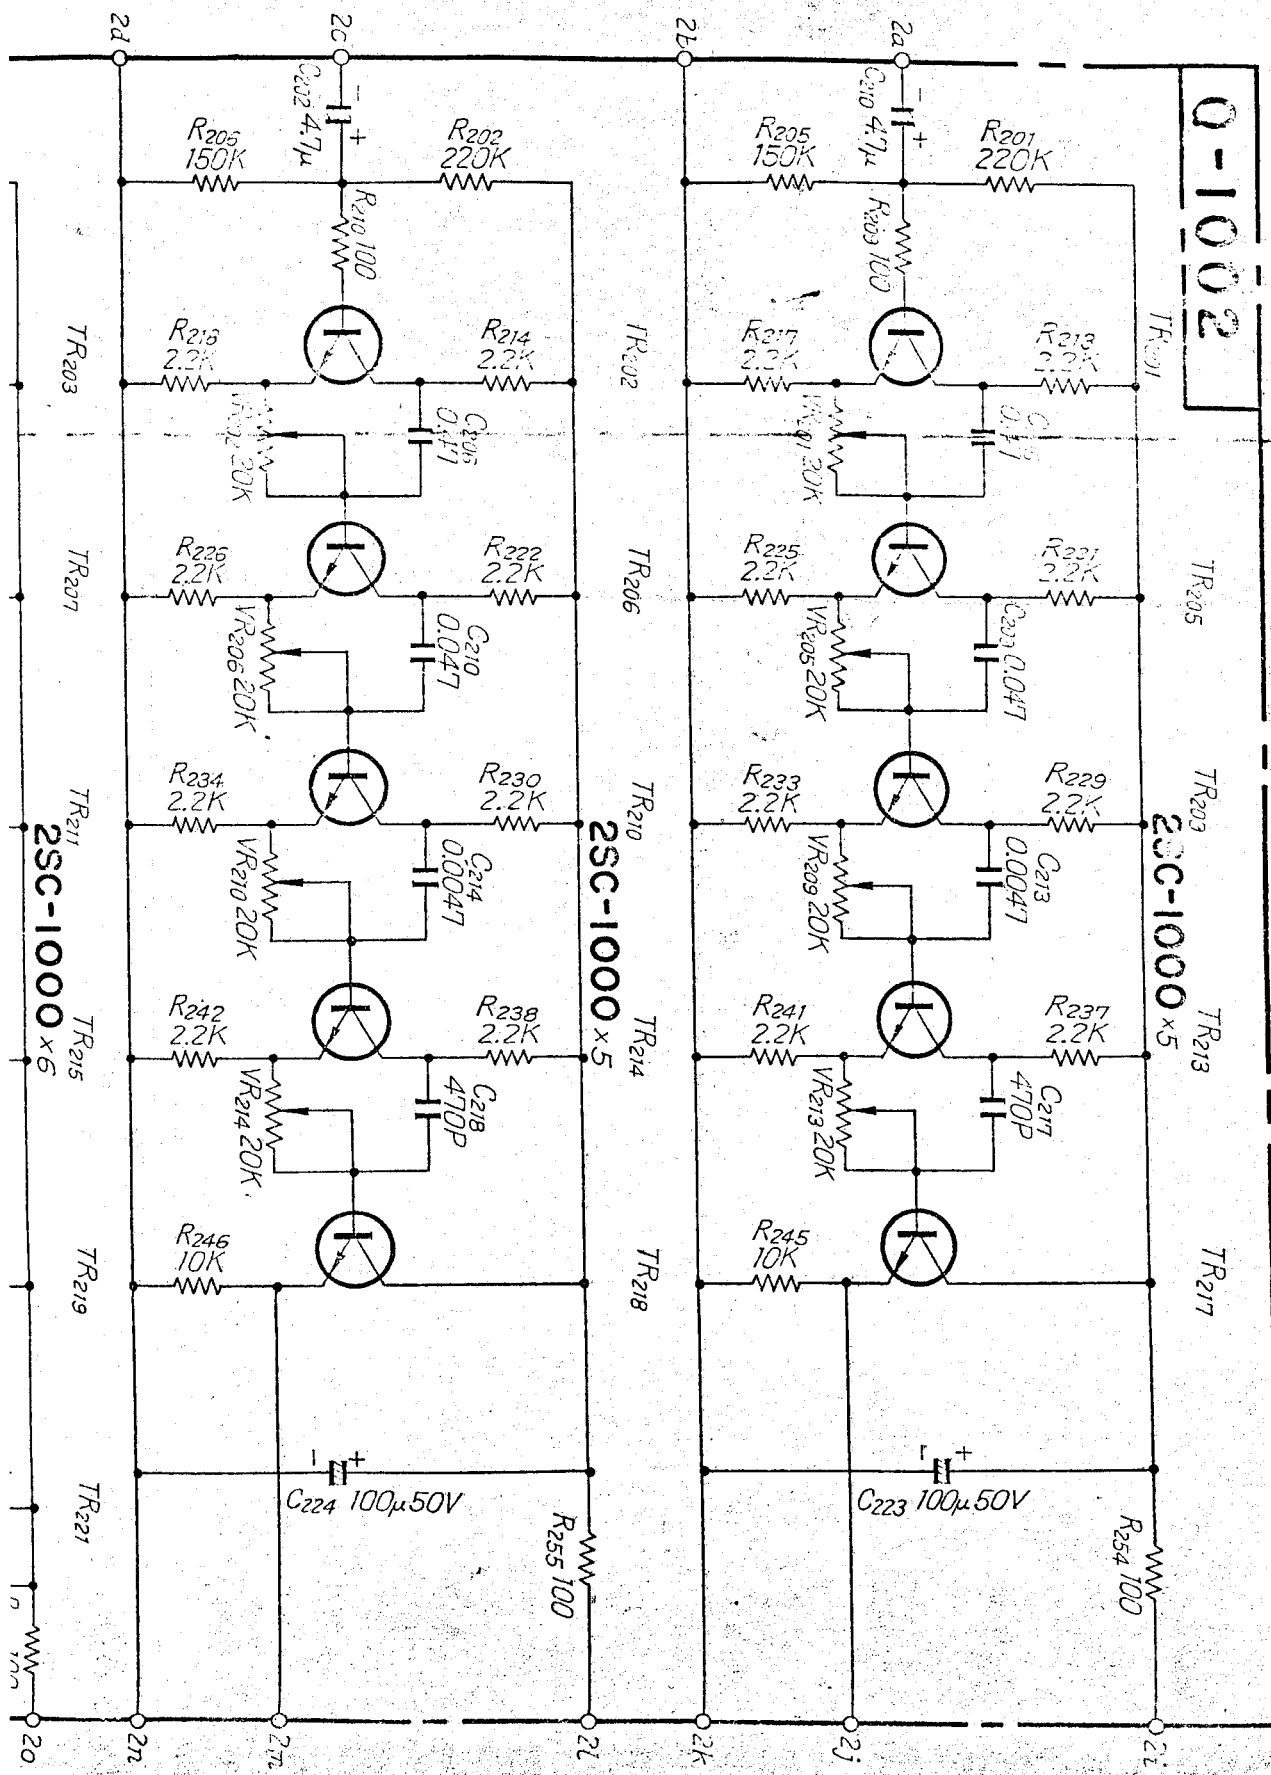 Q-1002
2a
2b
2c
2d
C210 4.7μ
-
+
R201
220K
R205
150K
R209 100
TR201
R213
2.2K
R217
2.2K
20K
TR205
R221
2.2K
R225
2.2K
C209 0.047
VR205 20K
TR203
2SC-1000 ×5
R229
2.2K
R233
2.2K
C213
0.0047
VR209 20K
TR213
R237
2.2K
R241
2.2K
C217
470P
VR213 20K
TR217
R245
10K
+
C223 100μ50V
R254 100
C202 4.7μ
-
+
R202
220K
R206
150K
R210 100
TR202
R214
2.2K
R218
2.2K
C206
0.47
VR202 20K
TR206
R222
2.2K
R226
2.2K
C210
0.047
VR206 20K
TR210
2SC-1000 ×5
R230
2.2K
R234
2.2K
C214
0.0047
VR210 20K
TR214
R238
2.2K
R242
2.2K
C218
470P
VR214 20K
TR218
R246
10K
-
+
C224 100μ50V
R255 100
TR203
TR207
TR211
2SC-1000 ×6
TR215
TR219
TR221
2i
2j
2k
2l
2m
2n
2o